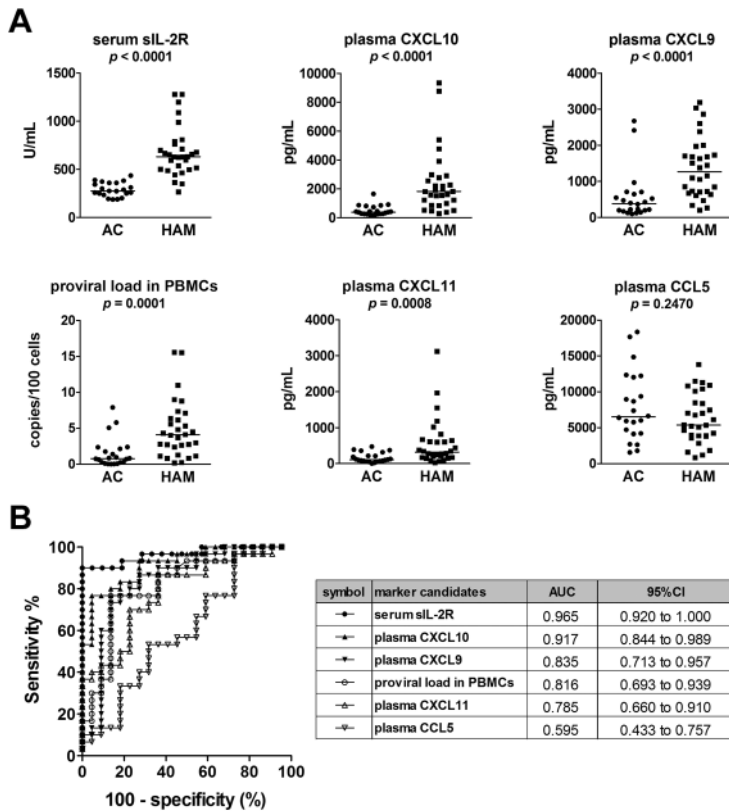 A
serum sIL-2R
p < 0.0001
U/mL
1500
1000
500
0
AC HAM
plasma CXCL10
p < 0.0001
pg/mL
10000
8000
6000
4000
2000
0
AC HAM
plasma CXCL9
p < 0.0001
pg/mL
4000
3000
2000
1000
0
AC HAM
proviral load in PBMCs
p = 0.0001
copies/100 cells
20
15
10
5
0
AC HAM
plasma CXCL11
p = 0.0008
pg/mL
4000
3000
2000
1000
0
AC HAM
plasma CCL5
p = 0.2470
pg/mL
20000
15000
10000
5000
0
AC HAM
B
Sensitivity %
100
80
60
40
20
0
0 20 40 60 80 100
100 - specificity (%)
symbol marker candidates AUC 95%CI
serum sIL-2R 0.965 0.920 to 1.000
plasma CXCL10 0.917 0.844 to 0.989
plasma CXCL9 0.835 0.713 to 0.957
proviral load in PBMCs 0.816 0.693 to 0.939
plasma CXCL11 0.785 0.660 to 0.910
plasma CCL5 0.595 0.433 to 0.757